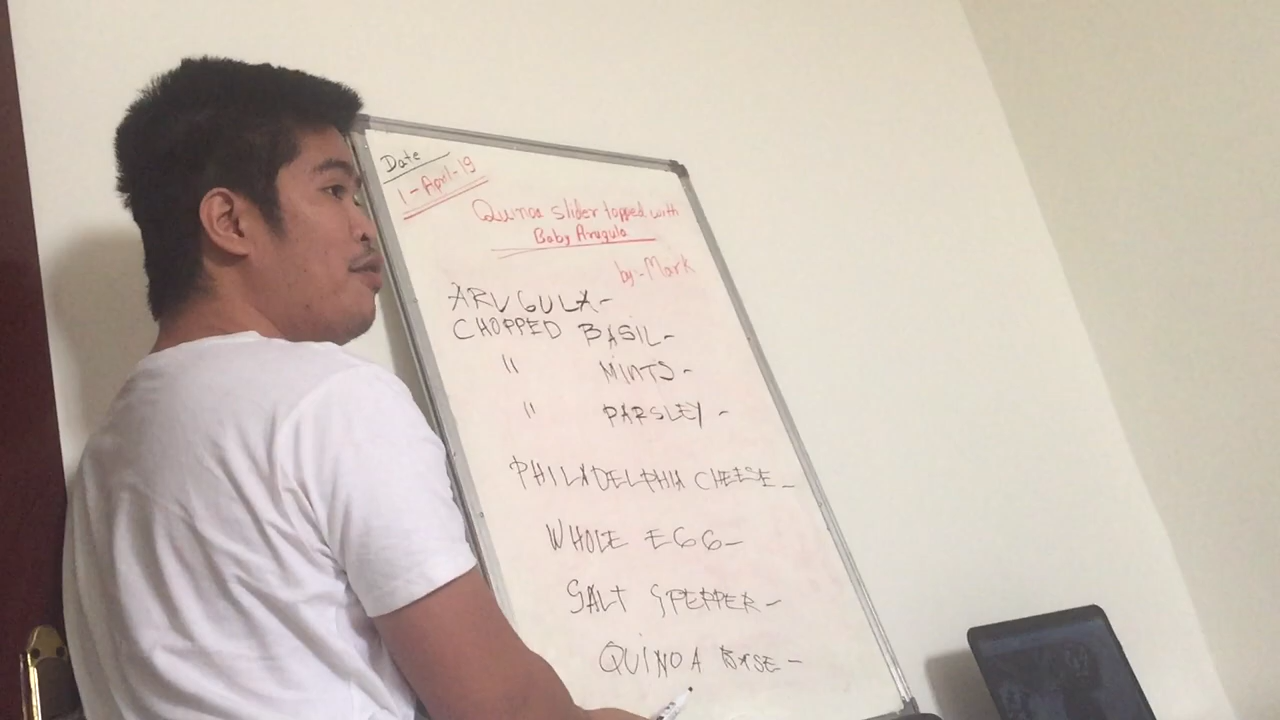 Date
1-April-19
Quinoa slider topped with
Baby Arugula
by:-Mark
ARUGULA-
CHOPPED BASIL-
" MINTS-
" PARSLEY-
PHILADELPHIA CHEESE-
WHOLE EGG-
SALT & PEPPER-
QUINOA BASE-